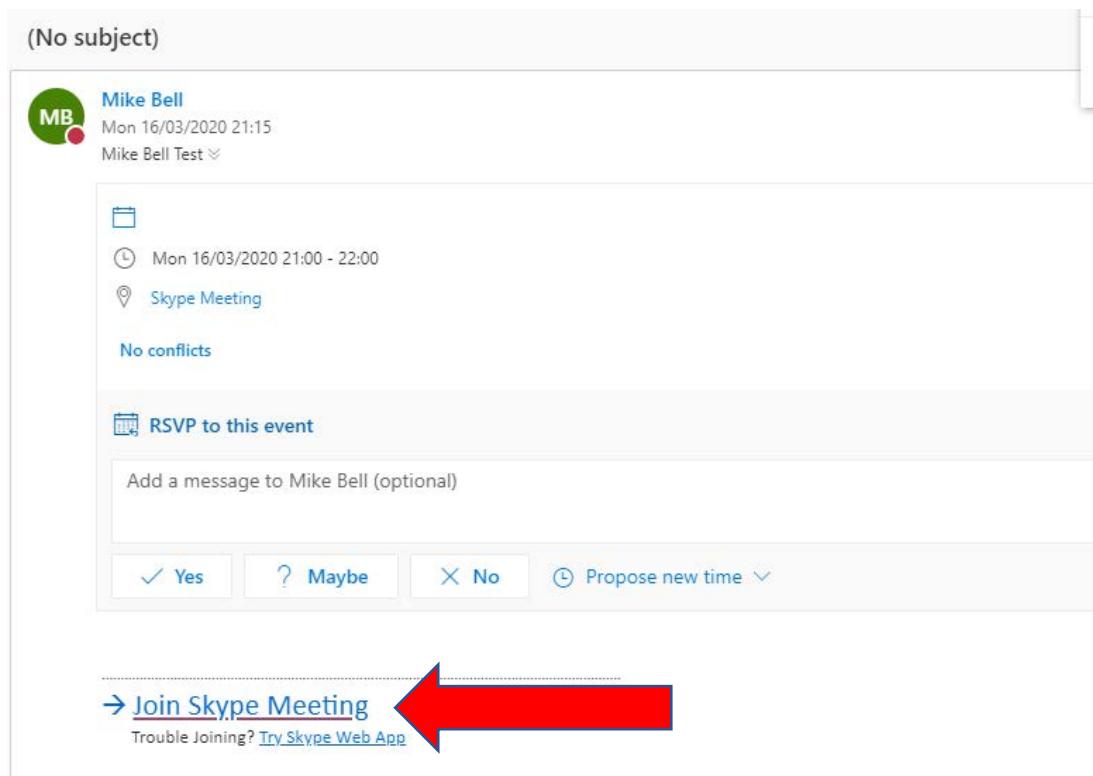 (No subject)
MB
Mike Bell
Mon 16/03/2020 21:15
Mike Bell Test
Mon 16/03/2020 21:00 - 22:00
Skype Meeting
No conflicts
RSVP to this event
Add a message to Mike Bell (optional)
Yes ? Maybe No Propose new time
→ Join Skype Meeting
Trouble Joining? Try Skype Web App